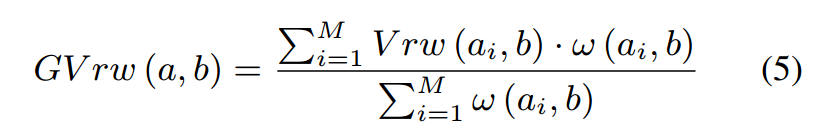 GVrw (a, b) = \frac{\sum_{i=1}^{M} Vrw (a_i, b) \cdot \omega (a_i, b)}{\sum_{i=1}^{M} \omega (a_i, b)} (5)